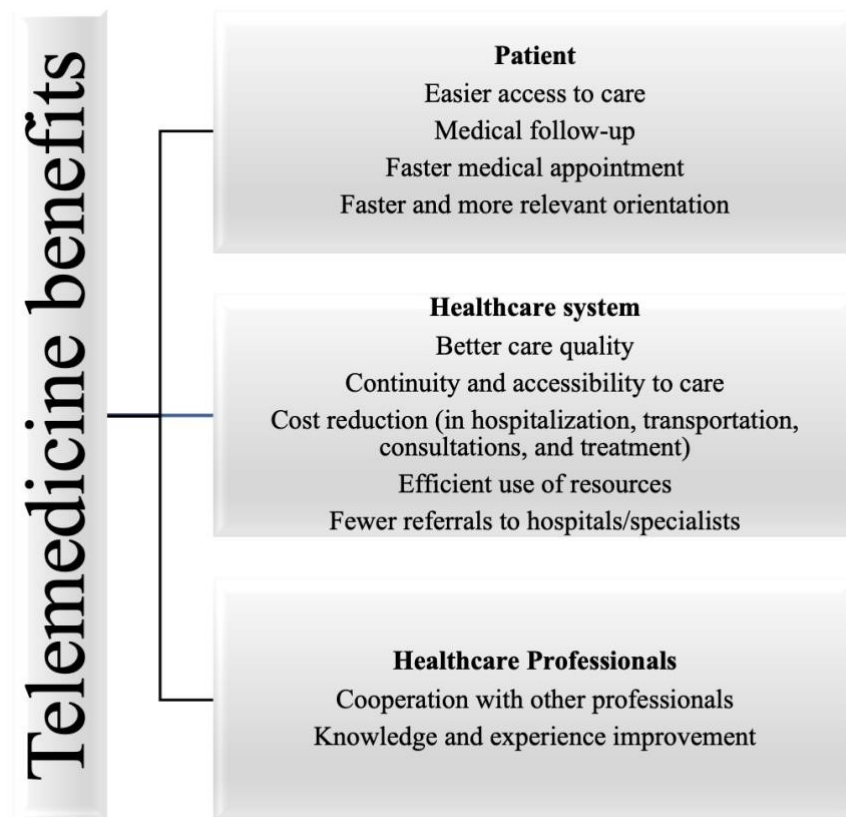 Telemedicine benefits
Patient
Easier access to care
Medical follow-up
Faster medical appointment
Faster and more relevant orientation
Healthcare system
Better care quality
Continuity and accessibility to care
Cost reduction (in hospitalization, transportation,
consultations, and treatment)
Efficient use of resources
Fewer referrals to hospitals/specialists
Healthcare Professionals
Cooperation with other professionals
Knowledge and experience improvement